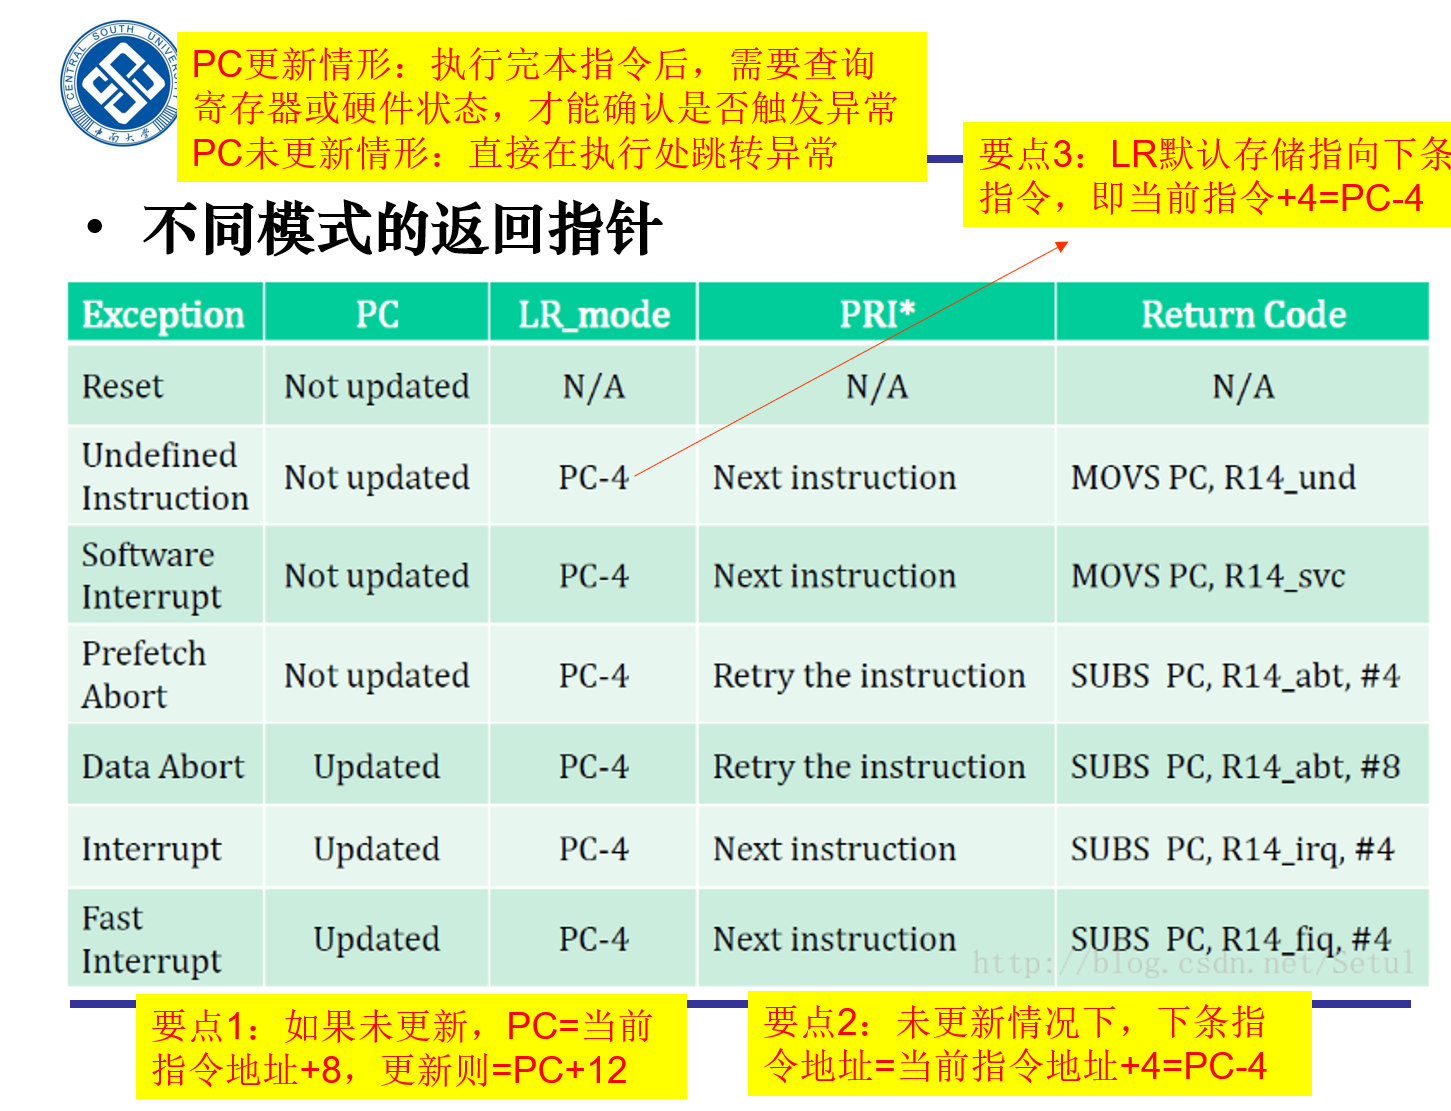 CENTRAL SOUTH UNIVERSITY
中南大学
PC更新情形：执行完本指令后，需要查询
寄存器或硬件状态，才能确认是否触发异常
PC未更新情形：直接在执行处跳转异常
要点3：LR默认存储指向下条
指令，即当前指令+4=PC-4
• 不同模式的返回指针
Exception PC LR_mode PRI* Return Code
Reset Not updated N/A N/A N/A
Undefined
Instruction Not updated PC-4 Next instruction MOVS PC, R14_und
Software
Interrupt Not updated PC-4 Next instruction MOVS PC, R14_svc
Prefetch
Abort Not updated PC-4 Retry the instruction SUBS PC, R14_abt, #4
Data Abort Updated PC-4 Retry the instruction SUBS PC, R14_abt, #8
Interrupt Updated PC-4 Next instruction SUBS PC, R14_irq, #4
Fast
Interrupt Updated PC-4 Next instruction SUBS PC, R14_fiq, #4
http://blog.csdn.net/Setul
要点1：如果未更新，PC=当前
指令地址+8，更新则=PC+12
要点2：未更新情况下，下条指
令地址=当前指令地址+4=PC-4